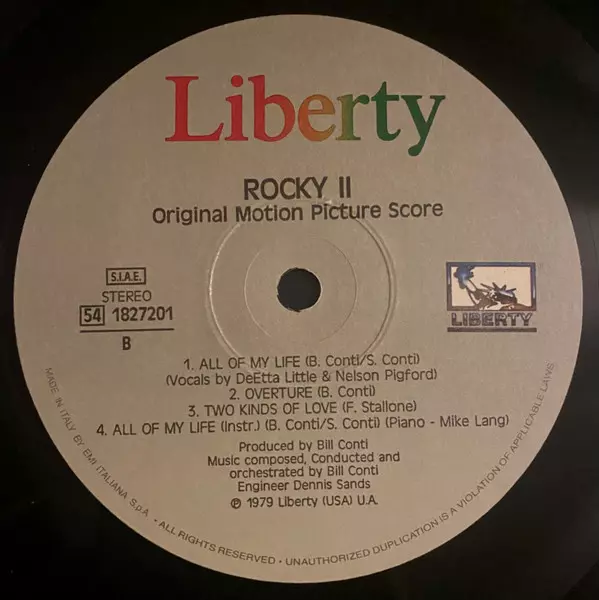 Liberty
ROCKY II
Original Motion Picture Score
S.I.A.E.
STEREO
54 1827201
B
LIBERTY
1. ALL OF MY LIFE (B. Conti/S. Conti)
(Vocals by DeEtta Little & Nelson Pigford)
2. OVERTURE (B. Conti)
3. TWO KINDS OF LOVE (F. Stallone)
4. ALL OF MY LIFE (Instr.) (B. Conti/S. Conti) (Piano - Mike Lang)
Produced by Bill Conti
Music composed, Conducted and
orchestrated by Bill Conti
Engineer Dennis Sands
℗ 1979 Liberty (USA) U.A.
MADE IN ITALY BY EMI ITALIANA S.p.A • ALL RIGHTS RESERVED • UNAUTHORIZED DUPLICATION IS A VIOLATION OF APPLICABLE LAWS